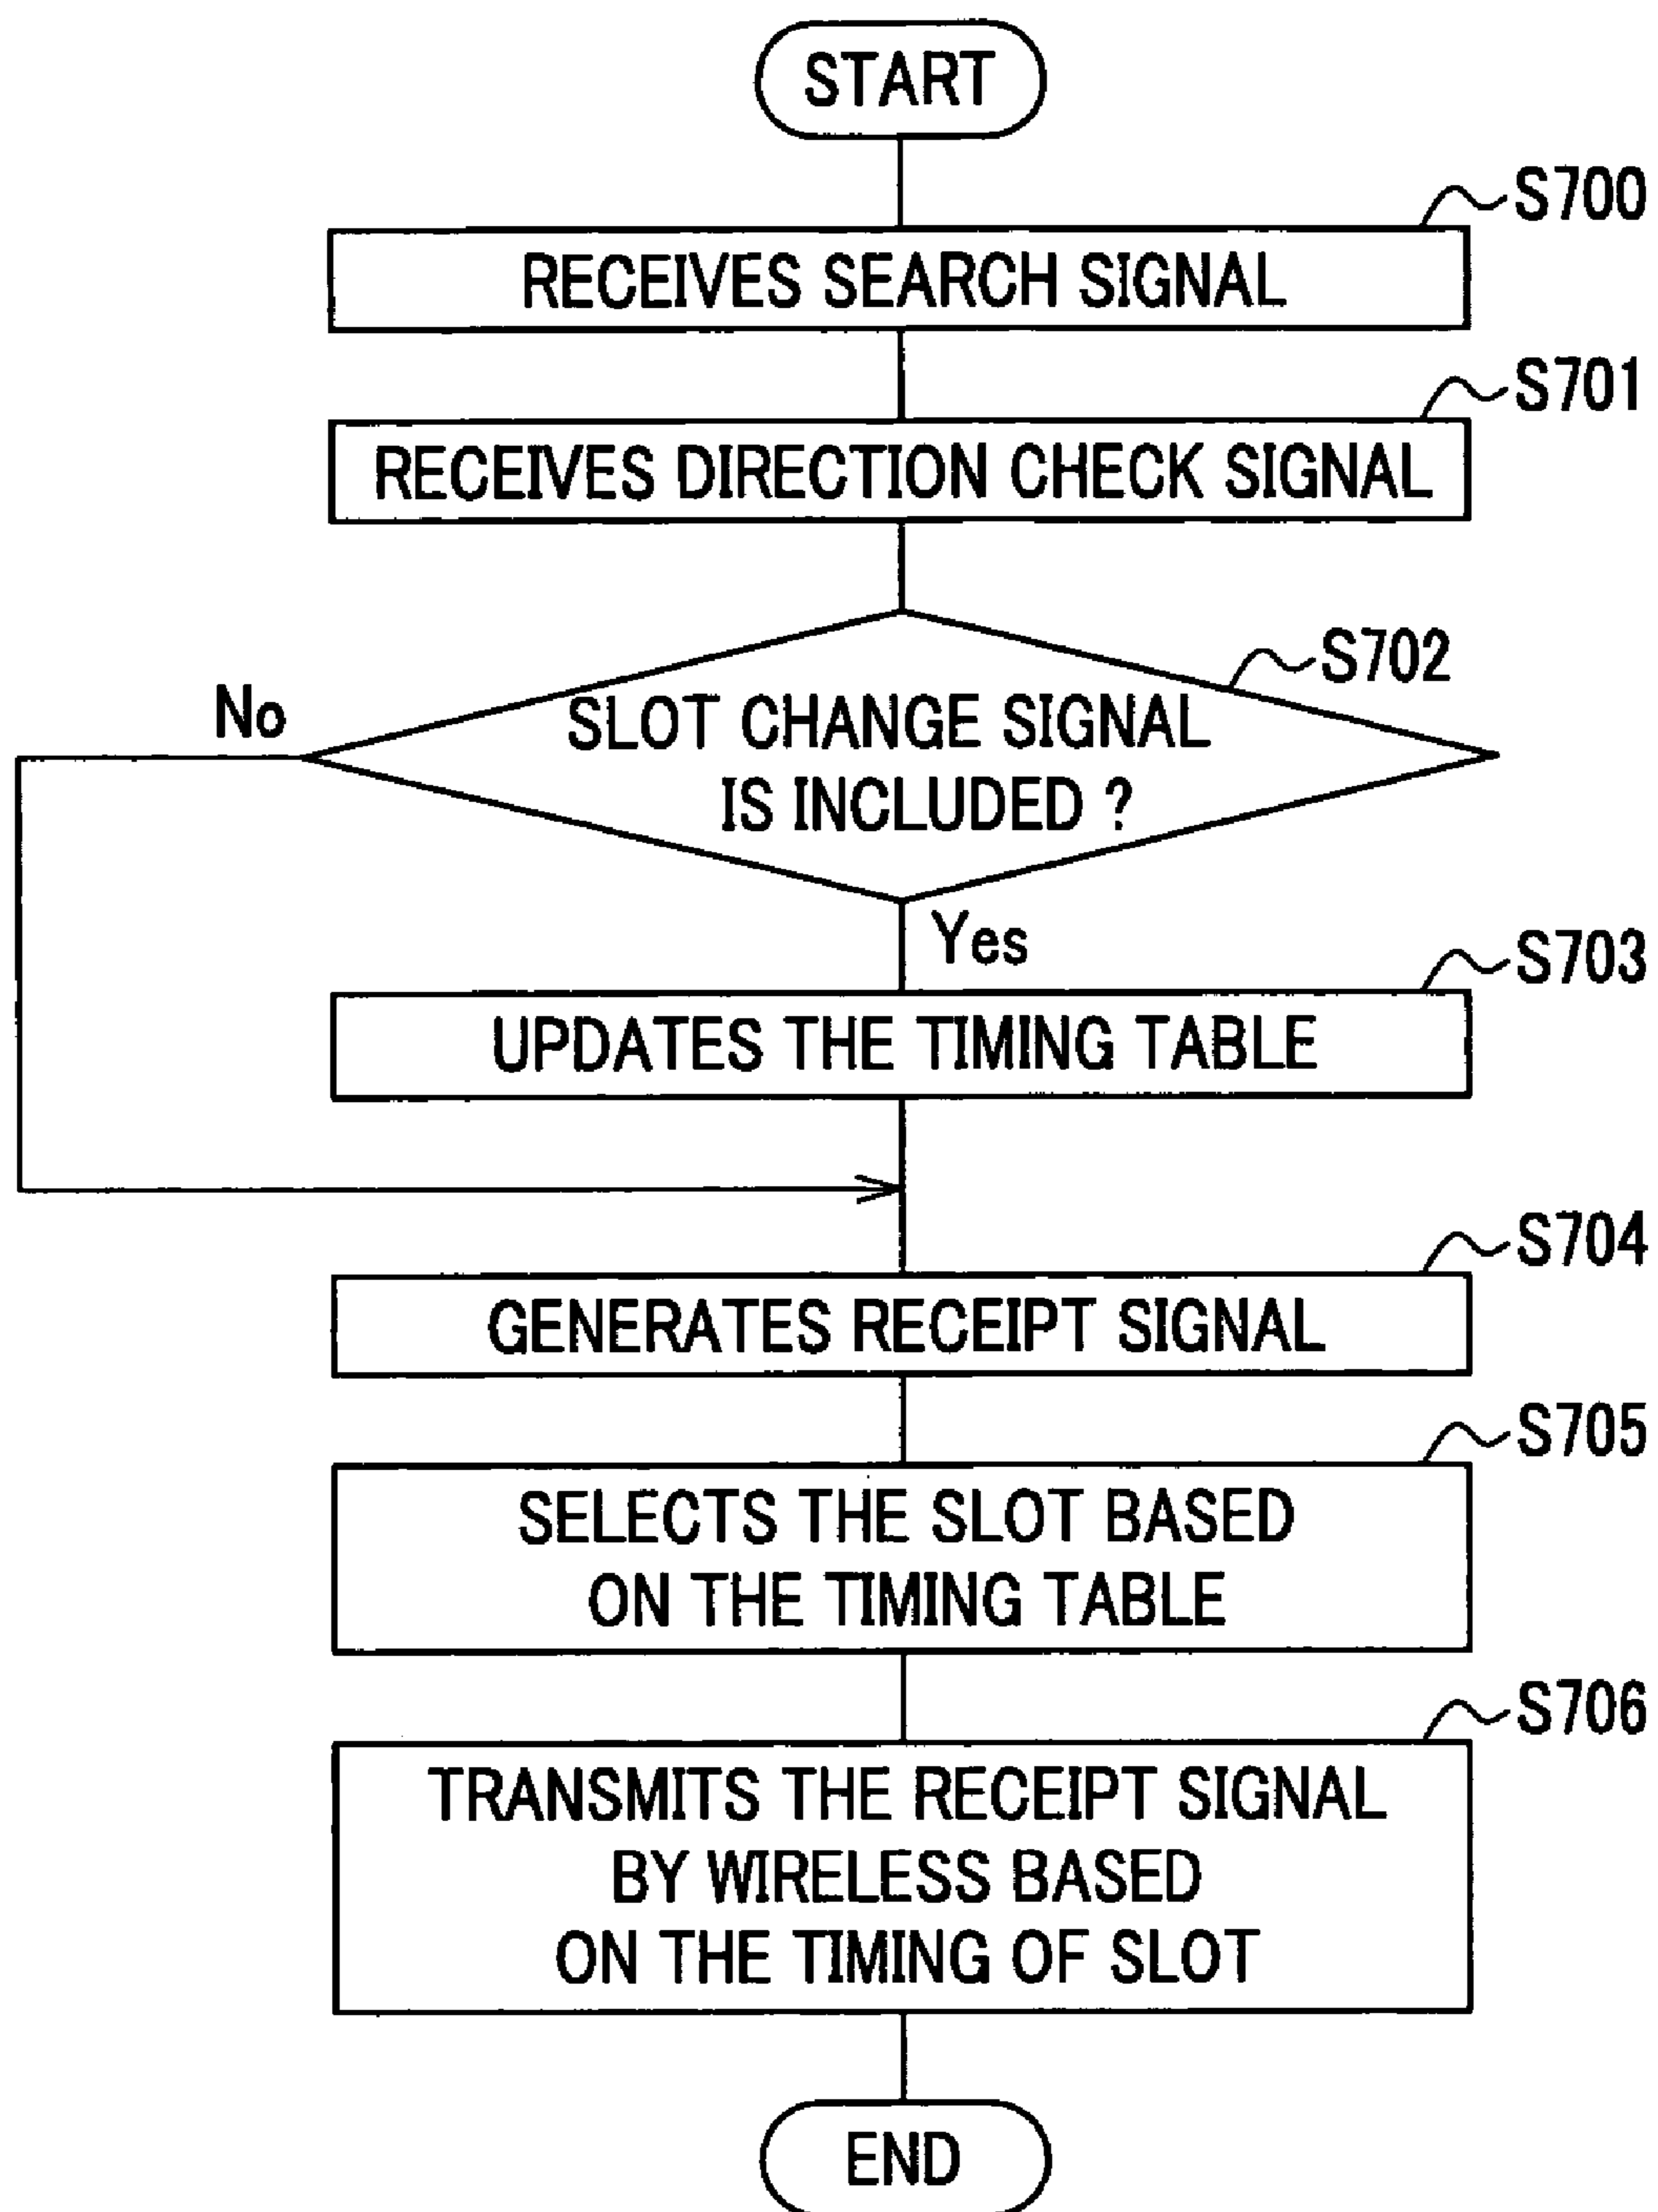 START
S700
RECEIVES SEARCH SIGNAL
S701
RECEIVES DIRECTION CHECK SIGNAL
S702
No
SLOT CHANGE SIGNAL
IS INCLUDED ?
Yes
S703
UPDATES THE TIMING TABLE
S704
GENERATES RECEIPT SIGNAL
S705
SELECTS THE SLOT BASED
ON THE TIMING TABLE
S706
TRANSMITS THE RECEIPT SIGNAL
BY WIRELESS BASED
ON THE TIMING OF SLOT
END